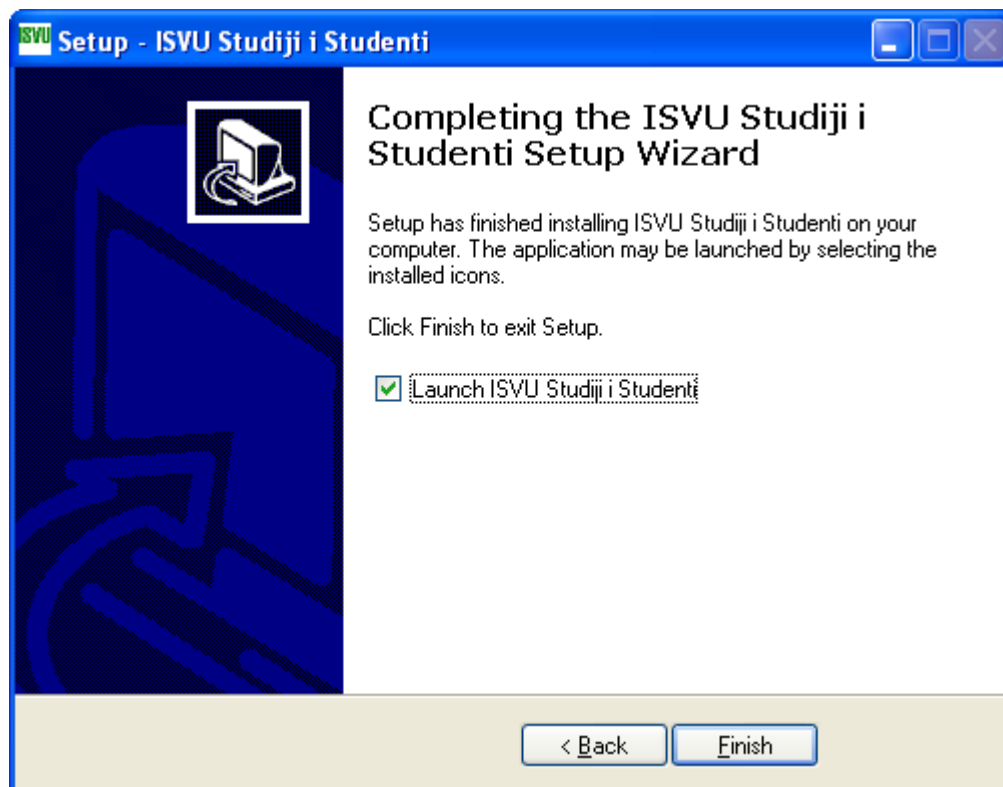 ISVU Setup - ISVU Studiji i Studenti
Completing the ISVU Studiji i
Studenti Setup Wizard
Setup has finished installing ISVU Studiji i Studenti on your
computer. The application may be launched by selecting the
installed icons.
Click Finish to exit Setup.
Launch ISVU Studiji i Studenti
< Back Finish